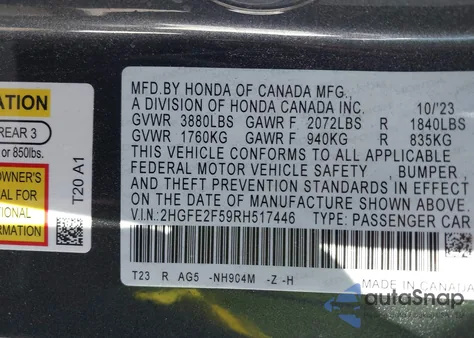 ATION
REAR 3
or 850lbs.
OWNER'S
AL FOR
TIONAL
T20 A1
MFD.BY HONDA OF CANADA MFG.,
A DIVISION OF HONDA CANADA INC. 10/'23
GVWR 3880LBS GAWR F 2072LBS R 1840LBS
GVWR 1760KG GAWR F 940KG R 835KG
THIS VEHICLE CONFORMS TO ALL APPLICABLE
FEDERAL MOTOR VEHICLE SAFETY , BUMPER ,
AND THEFT PREVENTION STANDARDS IN EFFECT
ON THE DATE OF MANUFACTURE SHOWN ABOVE.
V.I.N:2HGFE2F59RH517446 TYPE: PASSENGER CAR
T23 R AG5 -NH904M -Z -H
MADE IN CANADA
autoSnap